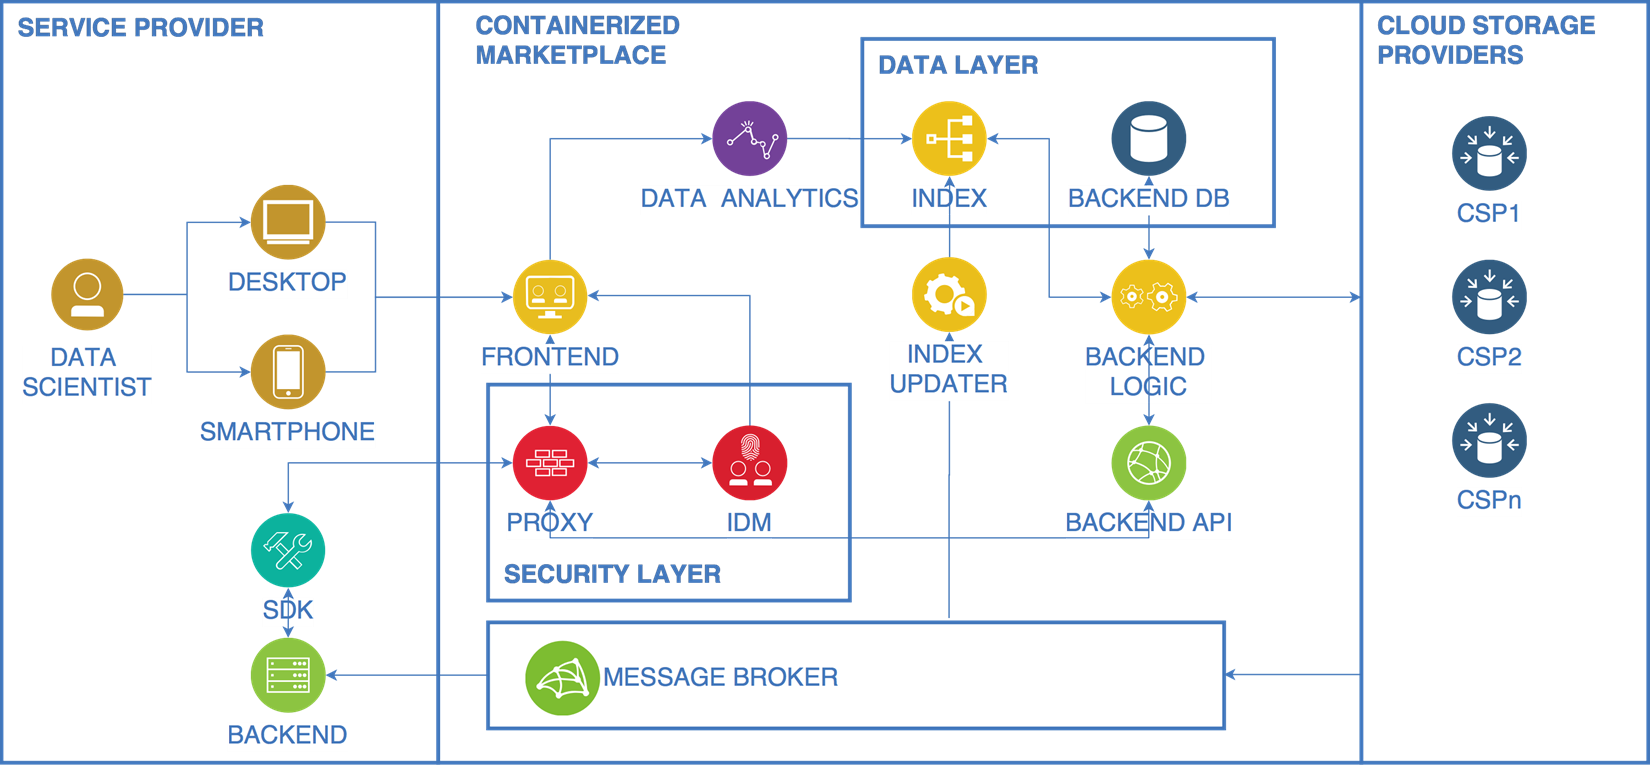 SERVICE PROVIDER
CONTAINERIZED
MARKETPLACE
CLOUD STORAGE
PROVIDERS
DATA LAYER
DATA ANALYTICS
INDEX
BACKEND DB
CSP1
DESKTOP
DATA
SCIENTIST
SMARTPHONE
FRONTEND
INDEX
UPDATER
BACKEND
LOGIC
CSP2
PROXY
IDM
BACKEND API
CSPn
SECURITY LAYER
SDK
BACKEND
MESSAGE BROKER